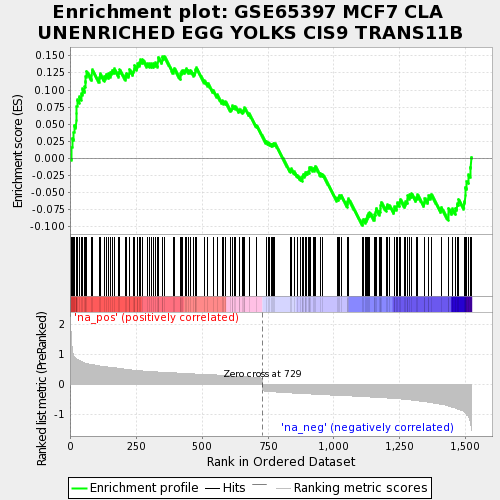 Enrichment plot: GSE65397 MCF7 CLA
UNENRICHED EGG YOLKS CIS9 TRANS11B
Enrichment score (ES)
0.150
0.125
0.100
0.075
0.050
0.025
0.000
-0.025
-0.050
-0.075
-0.100
'na_pos' (positively correlated)
Ranked list metric (PreRanked)
2
1
0
-1
Zero cross at 729
'na_neg' (negatively correlated)
0
250
500
750
1,000
1,250
1,500
Rank in Ordered Dataset
Enrichment profile
Hits
Ranking metric scores